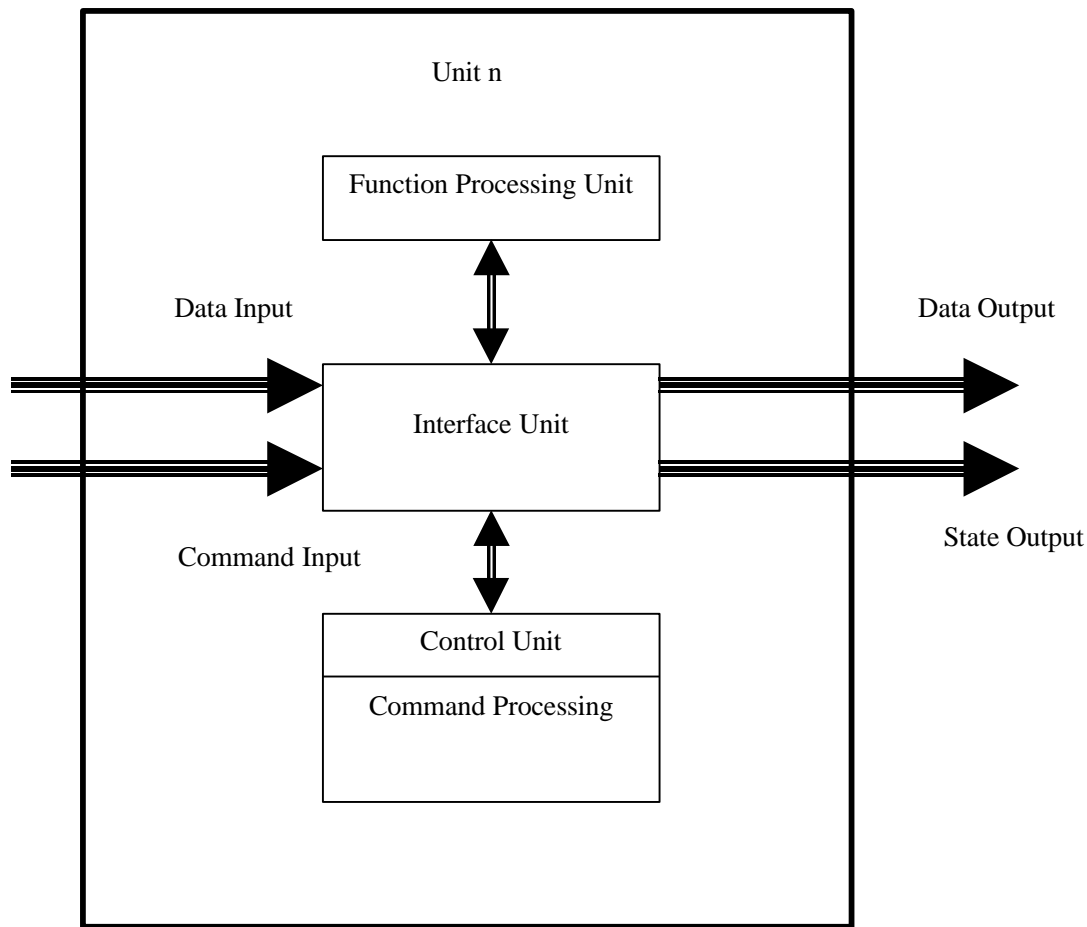 Unit n
Function Processing Unit
Data Input
Data Output
Interface Unit
Command Input
State Output
Control Unit
Command Processing